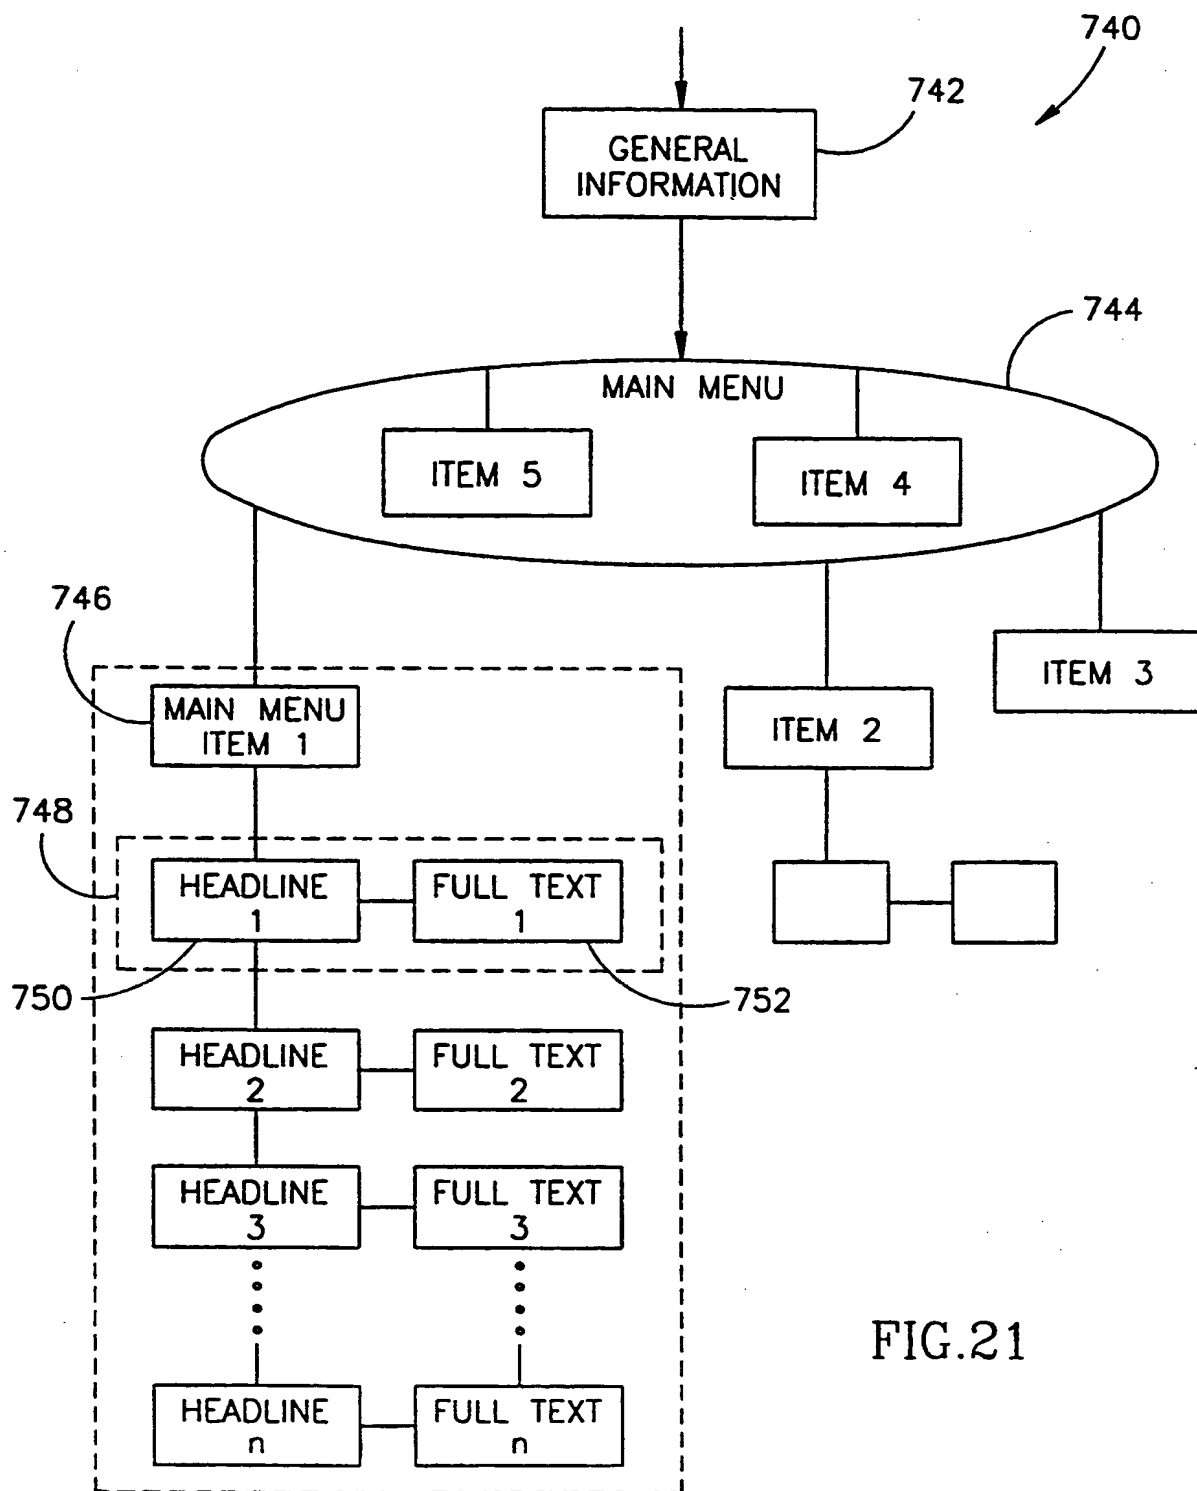 740
742
GENERAL
INFORMATION
744
MAIN MENU
ITEM 5
ITEM 4
746
ITEM 3
MAIN MENU
ITEM 1
ITEM 2
748
HEADLINE
1
FULL TEXT
1
750
752
HEADLINE
2
FULL TEXT
2
HEADLINE
3
FULL TEXT
3
FIG.21
HEADLINE
n
FULL TEXT
n